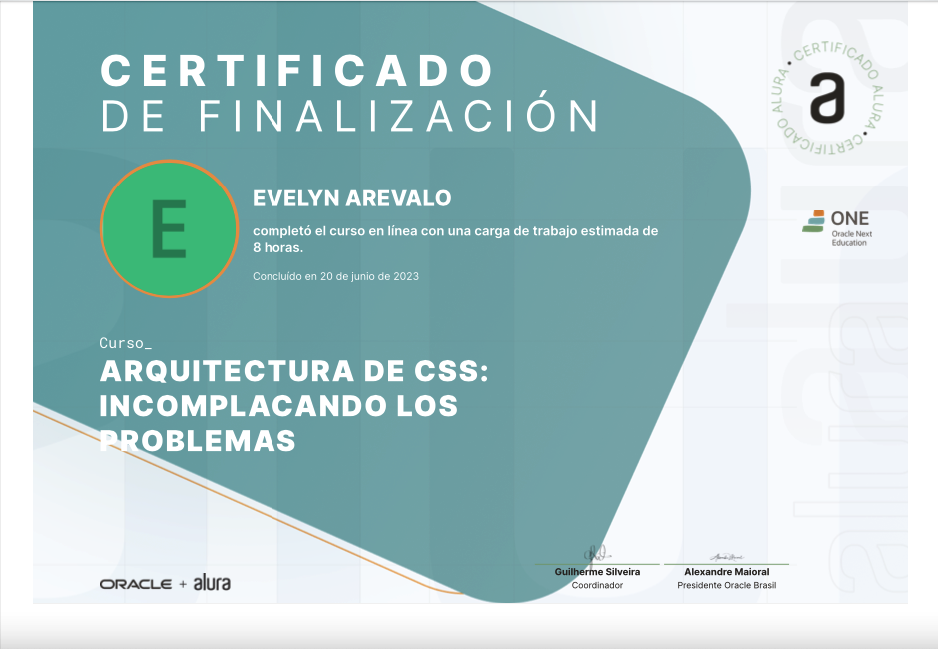 CERTIFICADO
DE FINALIZACIÓN
CERTIFICADO ALURA • CERTIFICADO ALURA •
a
E
EVELYN AREVALO
completó el curso en línea con una carga de trabajo estimada de
8 horas.
Concluído en 20 de junio de 2023
ONE
Oracle Next
Education
Curso_
ARQUITECTURA DE CSS:
INCOMPLACANDO LOS
PROBLEMAS
ORACLE + alura
Guilherme Silveira
Coordinador
Alexandre Maioral
Presidente Oracle Brasil
alura